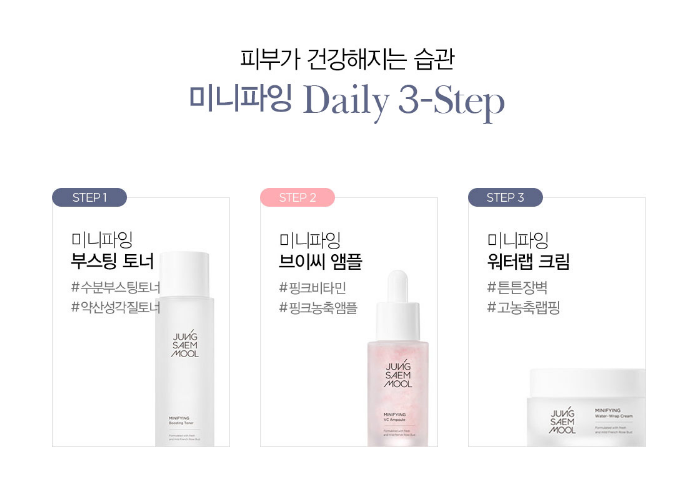 피부가 건강해지는 습관
미니파잉 Daily 3-Step
STEP 1
미니파잉
부스팅 토너
#수분부스팅토너
#약산성각질토너
JUNG
SAEM
MOOL
MINIFYING
Boosting Toner
STEP 2
미니파잉
브이씨 앰플
#핑크비타민
#핑크농축앰플
JUNG
SAEM
MOOL
MINIFYING
VC Ampoule
STEP 3
미니파잉
워터랩 크림
#튼튼장벽
#고농축랩핑
JUNG
SAEM
MOOL
MINIFYING
Water-Wrap Cream